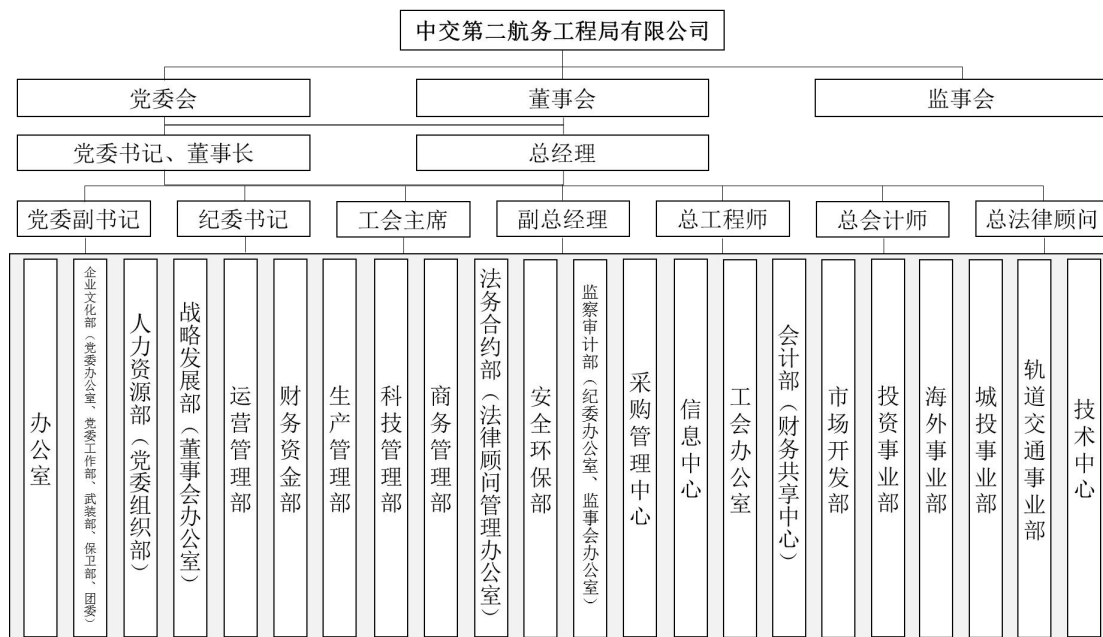 中交第二航务工程局有限公司
党委会
董事会
监事会
党委书记、董事长
总经理
党委副书记
纪委书记
工会主席
副总经理
总工程师
总会计师
总法律顾问
办公室
企业文化部（党委办公室、党委工作部、武装部、保卫部、团委）
人力资源部（党委组织部）
战略发展部（董事会办公室）
运营管理部
财务资金部
生产管理部
科技管理部
商务管理部
法务合约部（法律顾问管理办公室）
安全环保部
监察审计部（纪委办公室、监事会办公室）
采购管理中心
信息中心
工会办公室
会计部（财务共享中心）
市场开发部
投资事业部
海外事业部
城投事业部
轨道交通事业部
技术中心